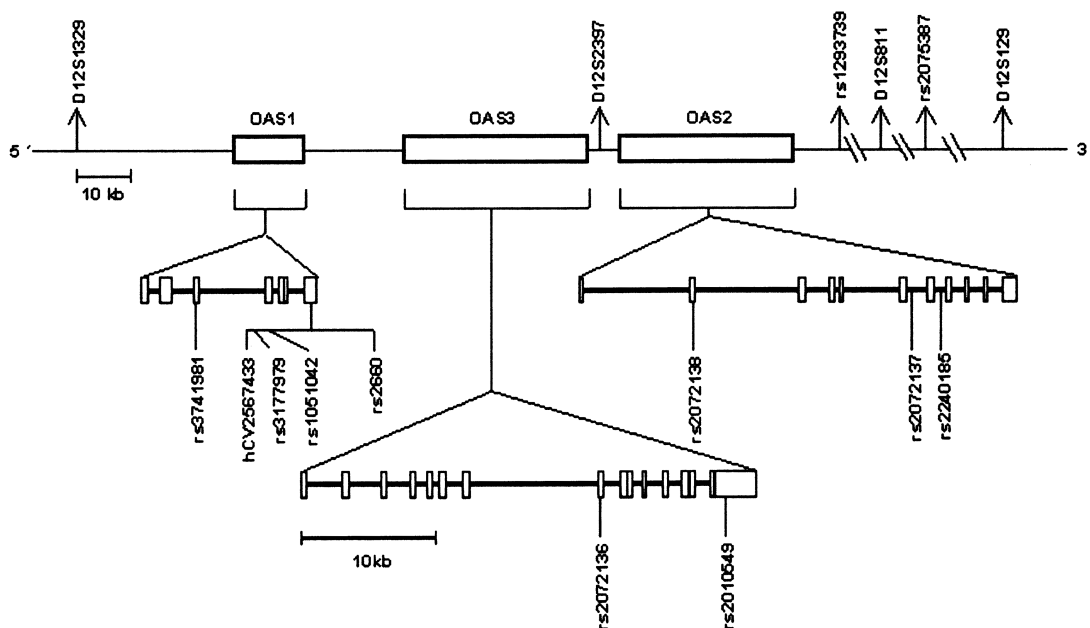 D12S1329
D12S2397
rs1293739
D12S811
rs2075387
D12S129
OAS1
OAS3
OAS2
5 ´
3
10 kb
rs3741981
hCV2567433
rs3177979
rs1051042
rs2660
rs2072138
rs2072137
rs2240185
10kb
rs2072136
rs2010549